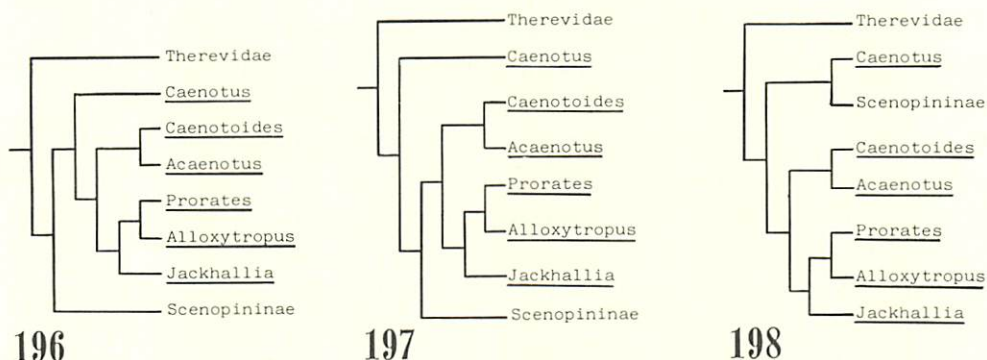 Therevidae
Caenotus
Caenotoides
Acaenotus
Prorates
Alloxytropus
Jackhallia
Scenopininae
196
Therevidae
Caenotus
Caenotoides
Acaenotus
Prorates
Alloxytropus
Jackhallia
Scenopininae
197
Therevidae
Caenotus
Scenopininae
Caenotoides
Acaenotus
Prorates
Alloxytropus
Jackhallia
198